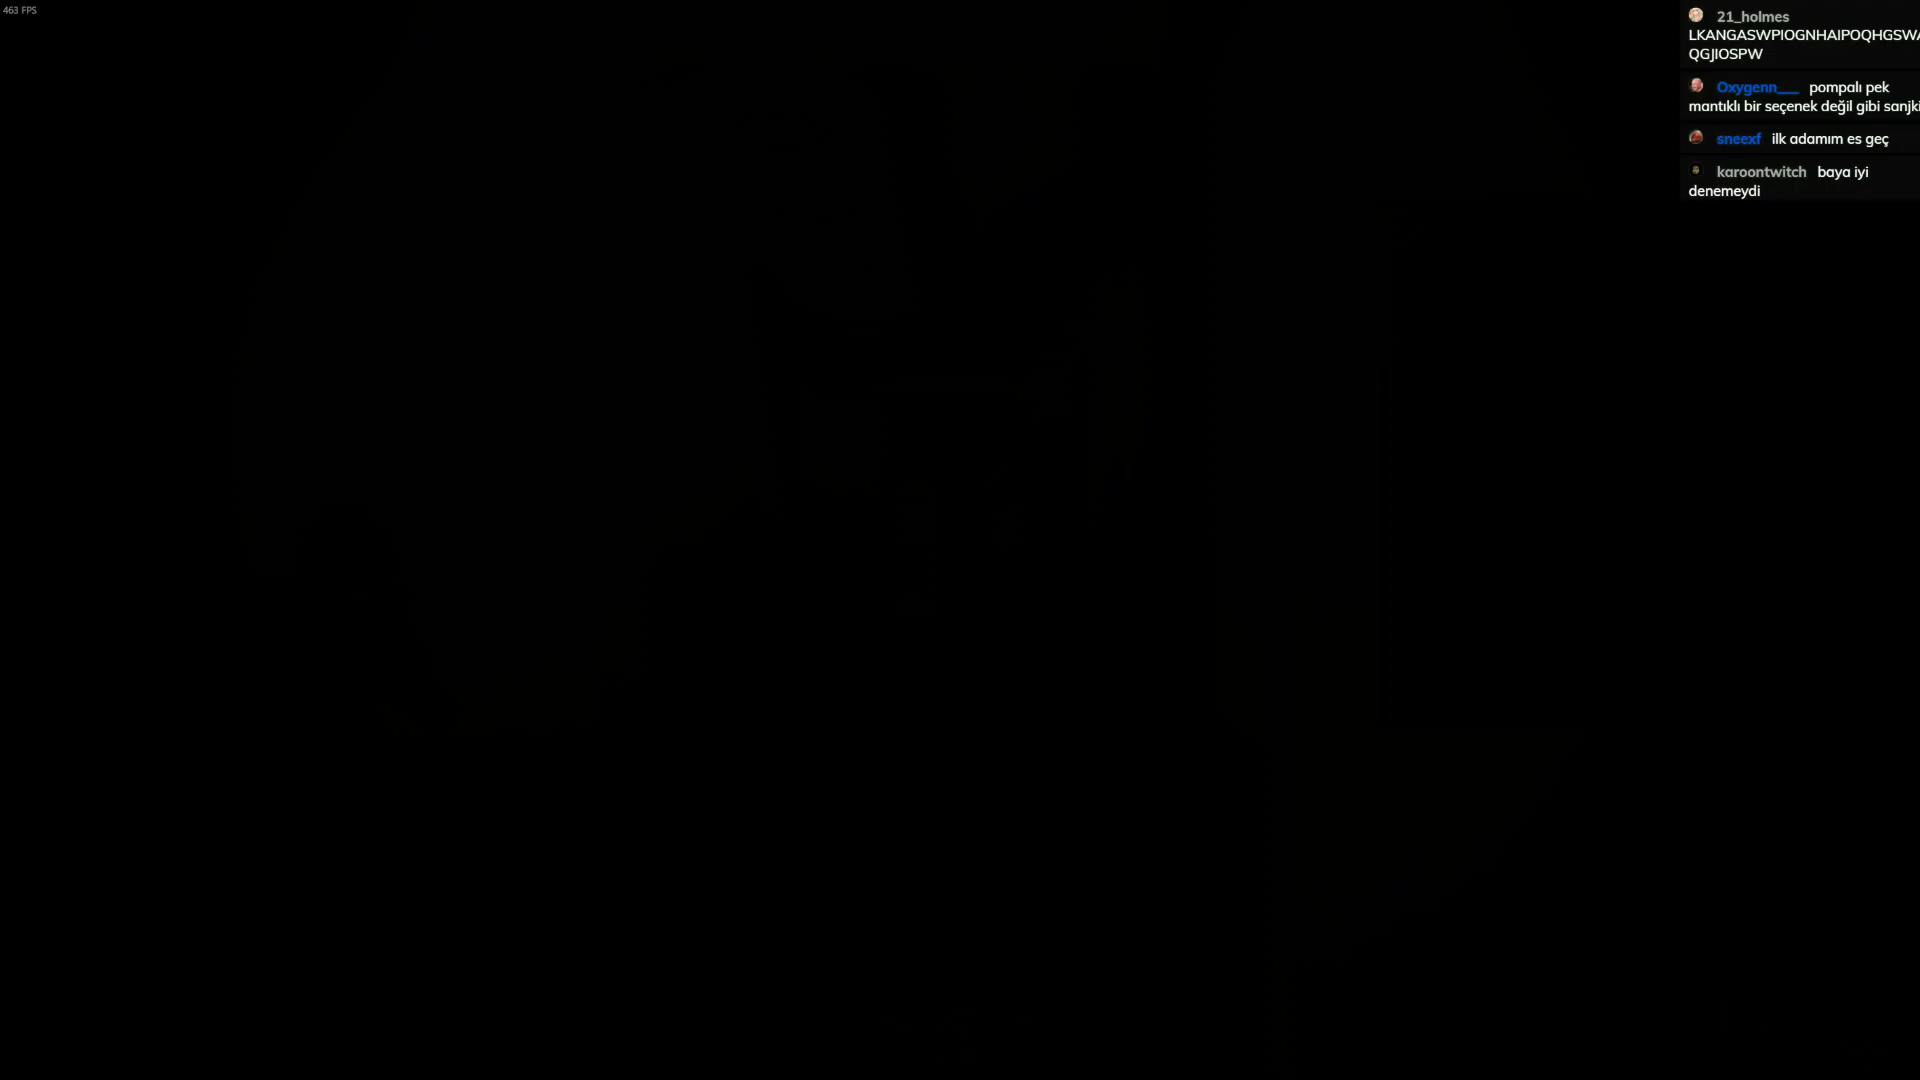 463 FPS
21_holmes
LKANGASWPIOGNHAIPOQHGSWA
QGJIOSPW
Oxygenn___ pompalı pek
mantıklı bir seçenek değil gibi sanjki
sneexf ilk adamım es geç
karoontwitch baya iyi
denemeydi